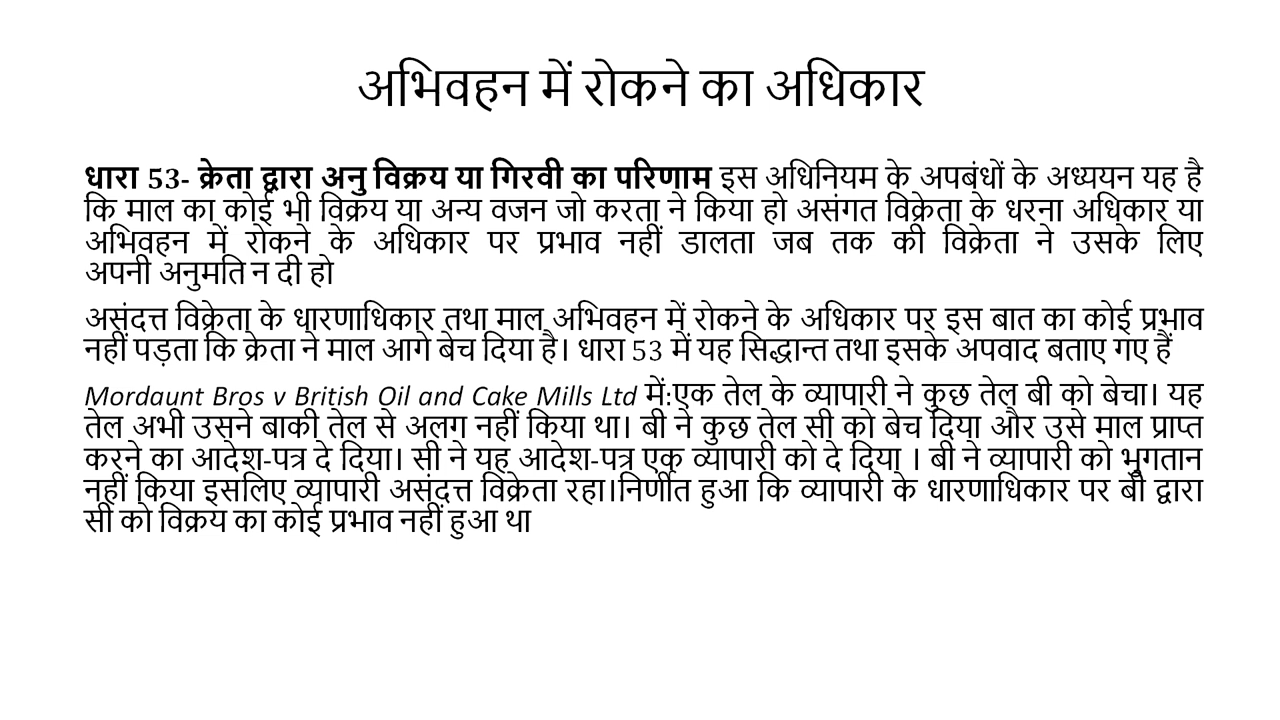 अभिवहन में रोकने का अधिकार
धारा 53- क्रेता द्वारा अनु विक्रय या गिरवी का परिणाम इस अधिनियम के अपबंधों के अध्ययन यह है
कि माल का कोई भी विक्रय या अन्य वजन जो करता ने किया हो असंगत विक्रेता के धरना अधिकार या
अभिवहन में रोकने के अधिकार पर प्रभाव नहीं डालता जब तक की विक्रेता ने उसके लिए
अपनी अनुमति न दी हो
असंदत्त विक्रेता के धारणाधिकार तथा माल अभिवहन में रोकने के अधिकार पर इस बात का कोई प्रभाव
नहीं पड़ता कि क्रेता ने माल आगे बेच दिया है। धारा 53 में यह सिद्धान्त तथा इसके अपवाद बताए गए हैं
Mordaunt Bros v British Oil and Cake Mills Ltd में:एक तेल के व्यापारी ने कुछ तेल बी को बेचा। यह
तेल अभी उसने बाकी तेल से अलग नहीं किया था। बी ने कुछ तेल सी को बेच दिया और उसे माल प्राप्त
करने का आदेश-पत्र दे दिया। सी ने यह आदेश-पत्र एक व्यापारी को दे दिया । बी ने व्यापारी को भुगतान
नहीं किया इसलिए व्यापारी असंदत्त विक्रेता रहा।निर्णीत हुआ कि व्यापारी के धारणाधिकार पर बी द्वारा
सी को विक्रय का कोई प्रभाव नहीं हुआ था